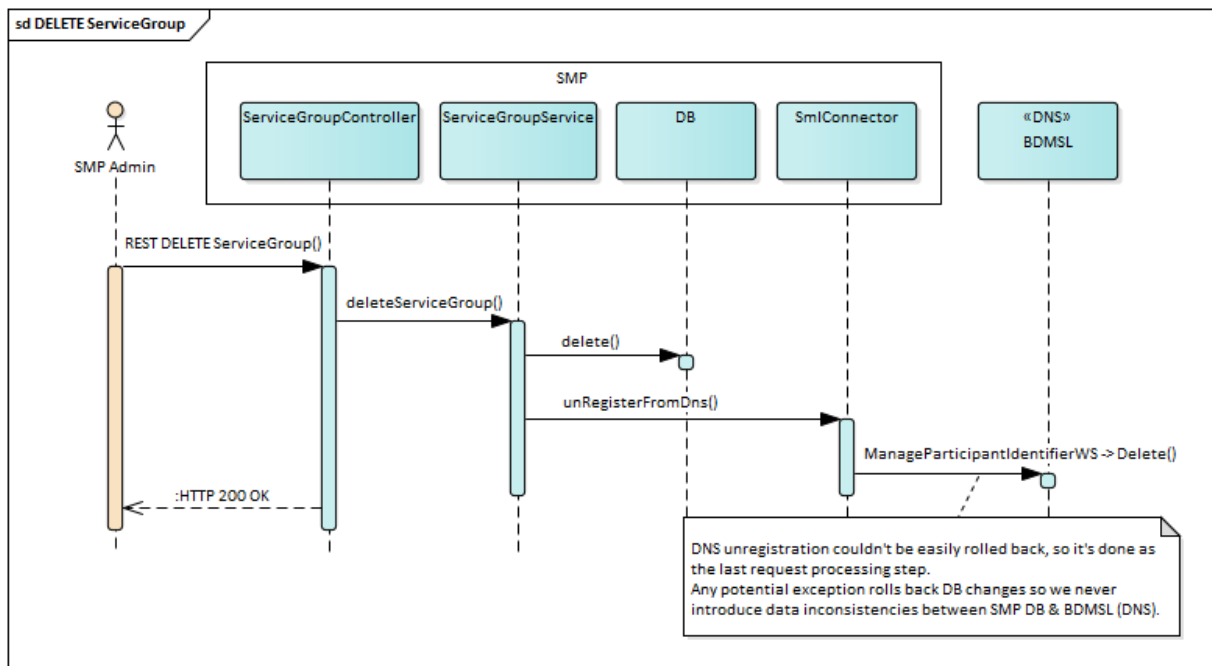 sd DELETE ServiceGroup
SMP
ServiceGroupController
ServiceGroupService
DB
SmlConnector
«DNS»
BDMSL
SMP Admin
REST DELETE ServiceGroup()
deleteServiceGroup()
delete()
unRegisterFromDns()
ManageParticipantIdentifierWS -> Delete()
:HTTP 200 OK
DNS unregistration couldn't be easily rolled back, so it's done as
the last request processing step.
Any potential exception rolls back DB changes so we never
introduce data inconsistencies between SMP DB & BDMSL (DNS).